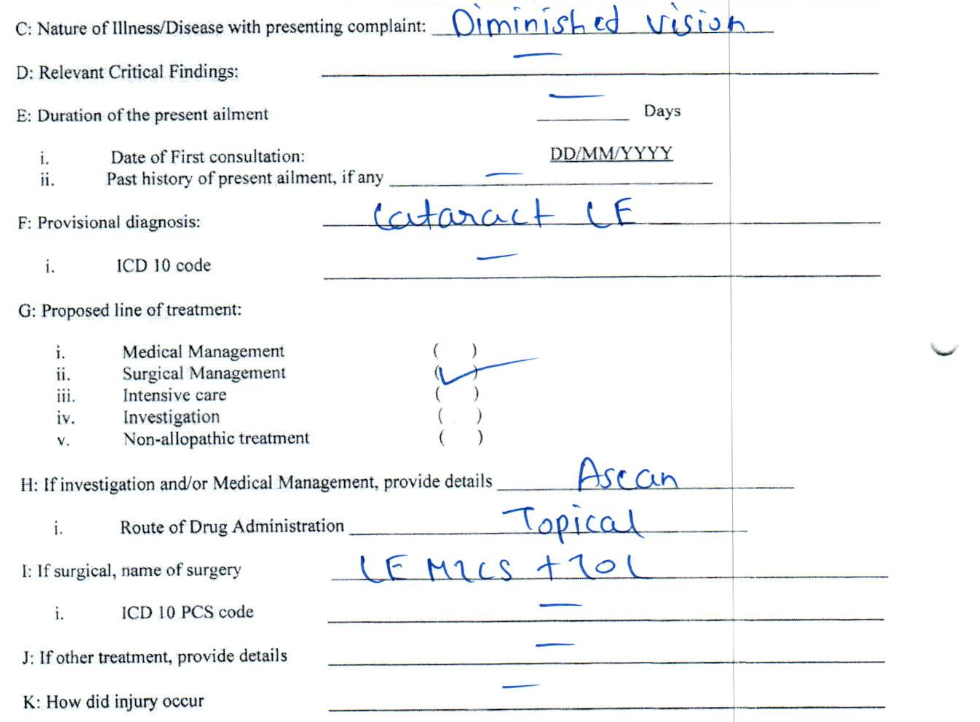 C: Nature of Illness/Disease with presenting complaint: Diminished vision
D: Relevant Critical Findings: —
E: Duration of the present ailment — Days
i. Date of First consultation: DD/MM/YYYY
ii. Past history of present ailment, if any —
F: Provisional diagnosis: Cataract LE
i. ICD 10 code —
G: Proposed line of treatment:
i. Medical Management ( )
ii. Surgical Management (✓)
iii. Intensive care ( )
iv. Investigation ( )
v. Non-allopathic treatment ( )
H: If investigation and/or Medical Management, provide details Ascan
i. Route of Drug Administration Topical
I: If surgical, name of surgery LE MICS + IOL
i. ICD 10 PCS code —
J: If other treatment, provide details —
K: How did injury occur —